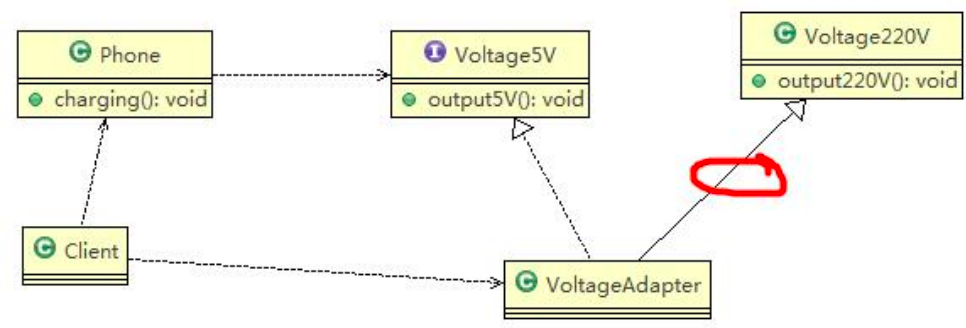 C Phone
charging(): void
I Voltage5V
output5V(): void
C Voltage220V
output220V(): void
C Client
C VoltageAdapter